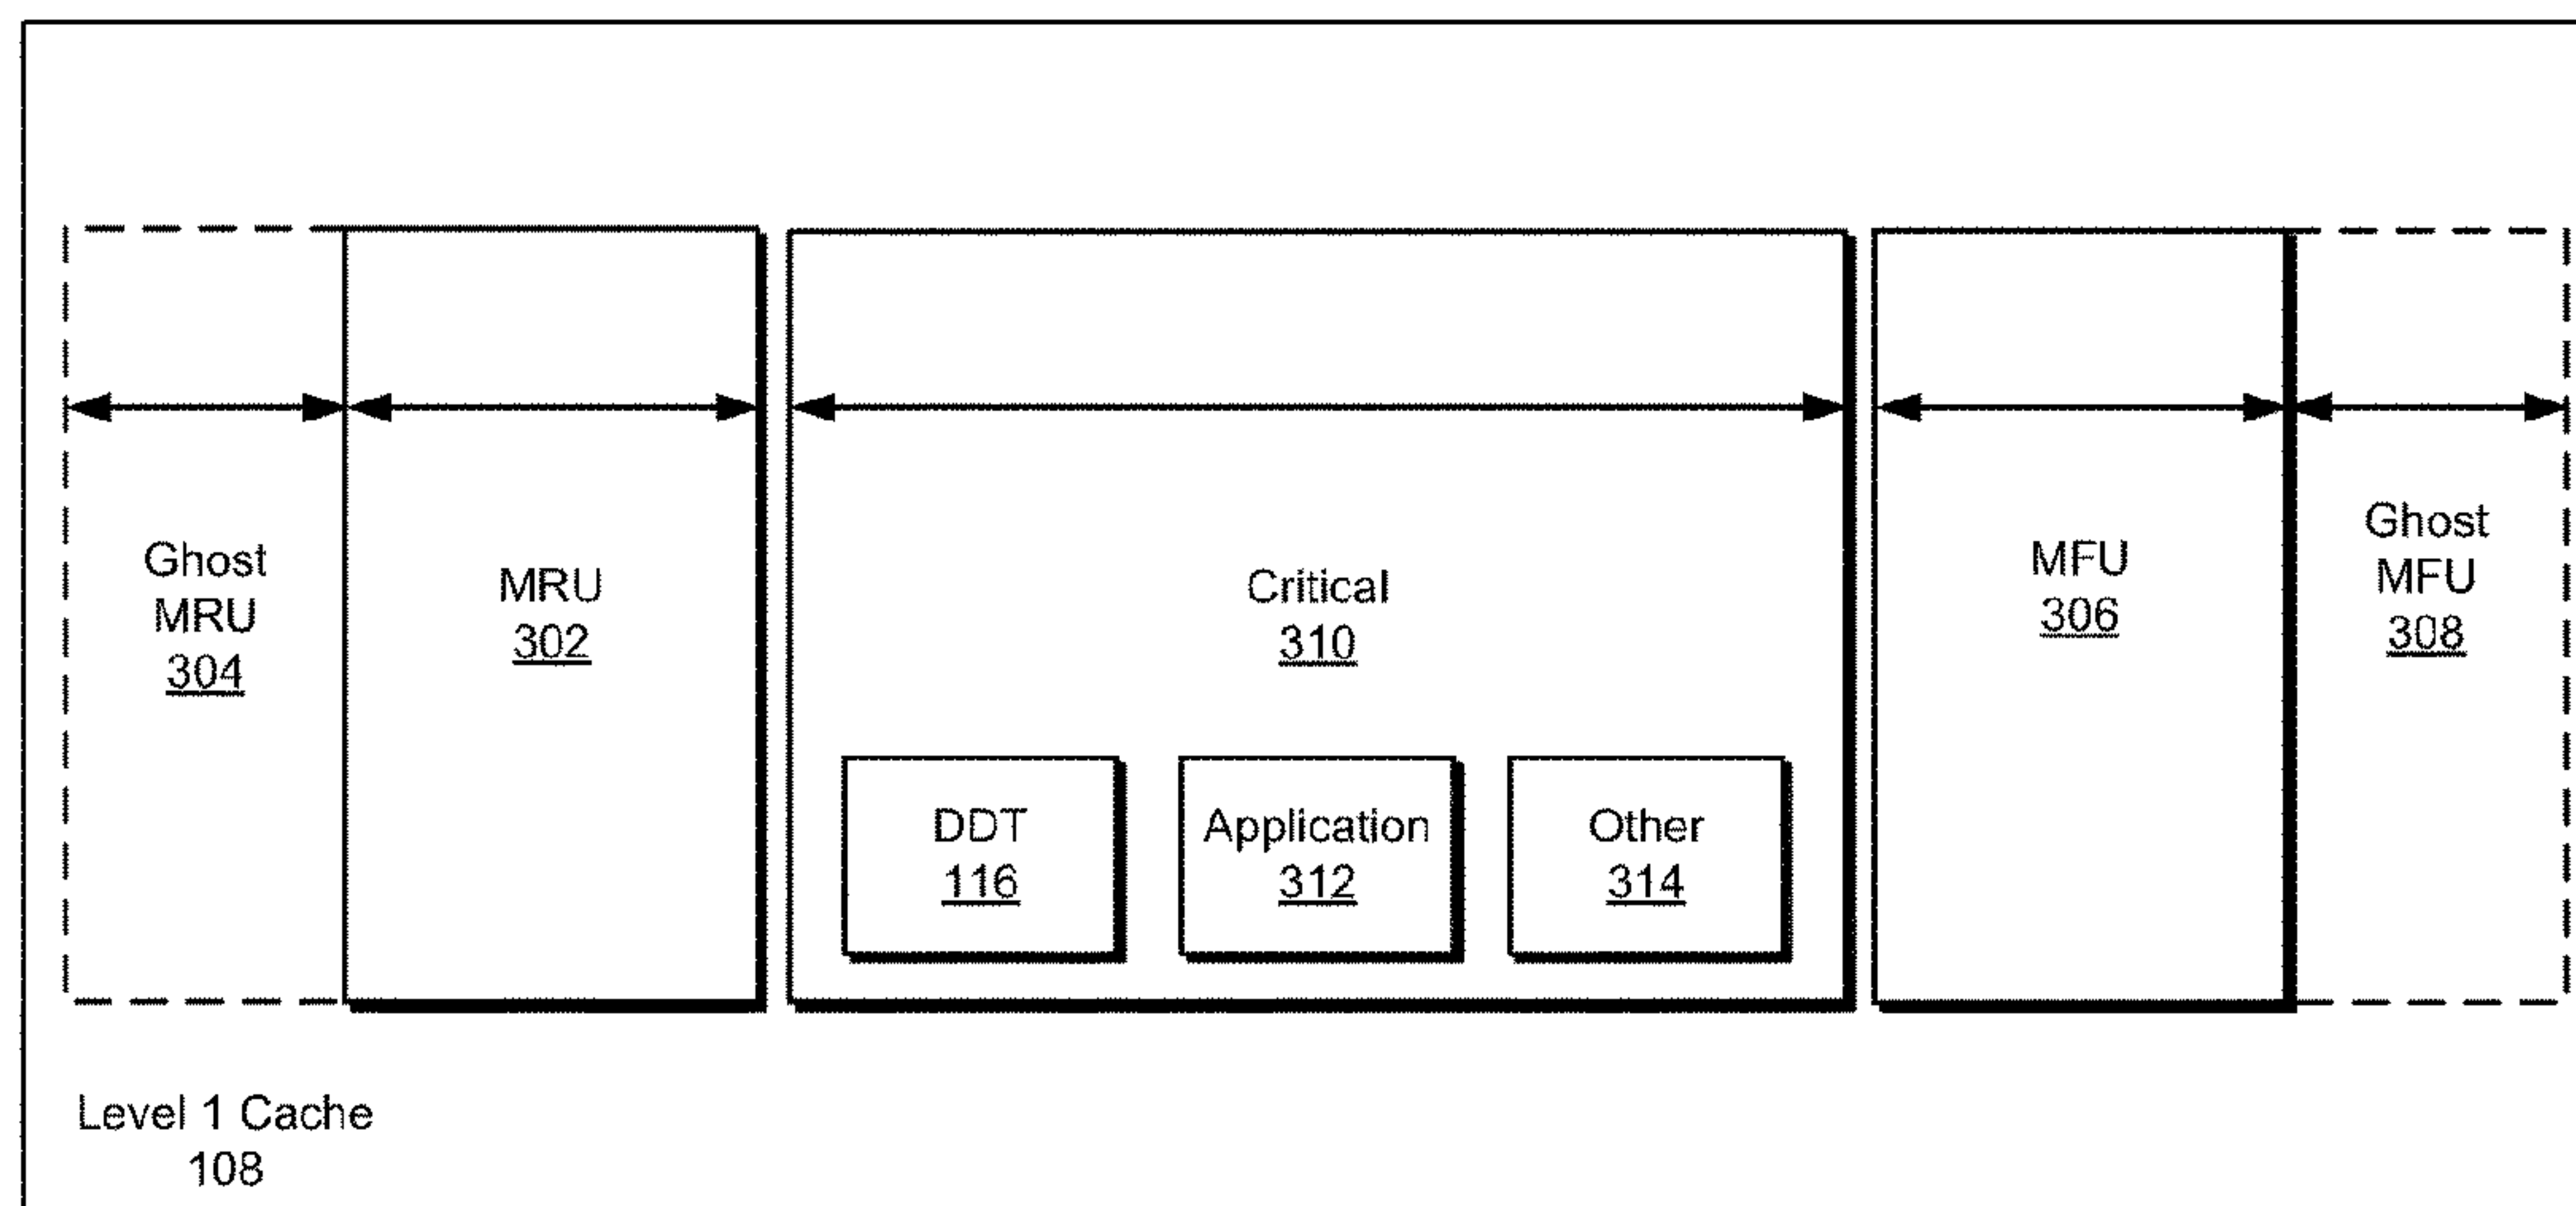 Ghost
MRU
304
MRU
302
Critical
310
DDT
116
Application
312
Other
314
MFU
306
Ghost
MFU
308
Level 1 Cache
108